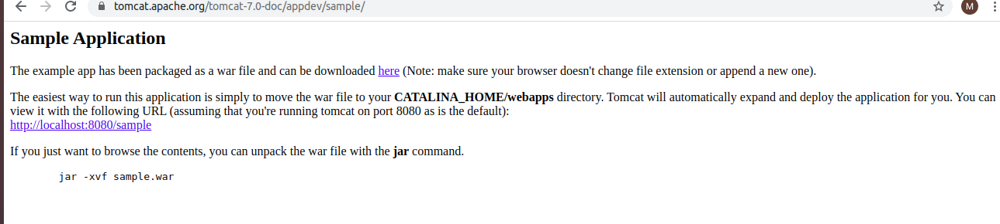 tomcat.apache.org/tomcat-7.0-doc/appdev/sample/
M
Sample Application
The example app has been packaged as a war file and can be downloaded here (Note: make sure your browser doesn't change file extension or append a new one).
The easiest way to run this application is simply to move the war file to your CATALINA_HOME/webapps directory. Tomcat will automatically expand and deploy the application for you. You can
view it with the following URL (assuming that you're running tomcat on port 8080 as is the default):
http://localhost:8080/sample
If you just want to browse the contents, you can unpack the war file with the jar command.
jar -xvf sample.war